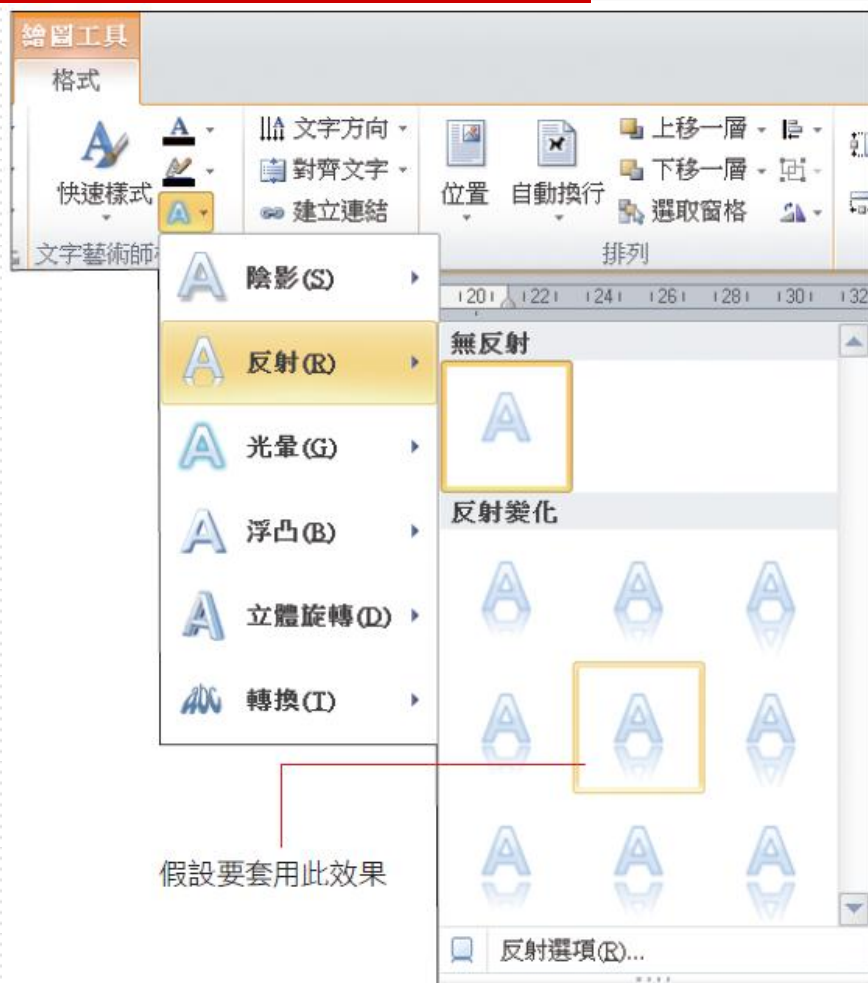 繪圖工具
格式
快速樣式
文字方向
對齊文字
建立連結
位置
自動換行
上移一層
下移一層
選取窗格
文字藝術師
排列
陰影(S)
反射(R)
光暈(G)
浮凸(B)
立體旋轉(D)
轉換(T)
20 22 24 26 28 30 32
無反射
反射變化
反射選項(R)...
假設要套用此效果